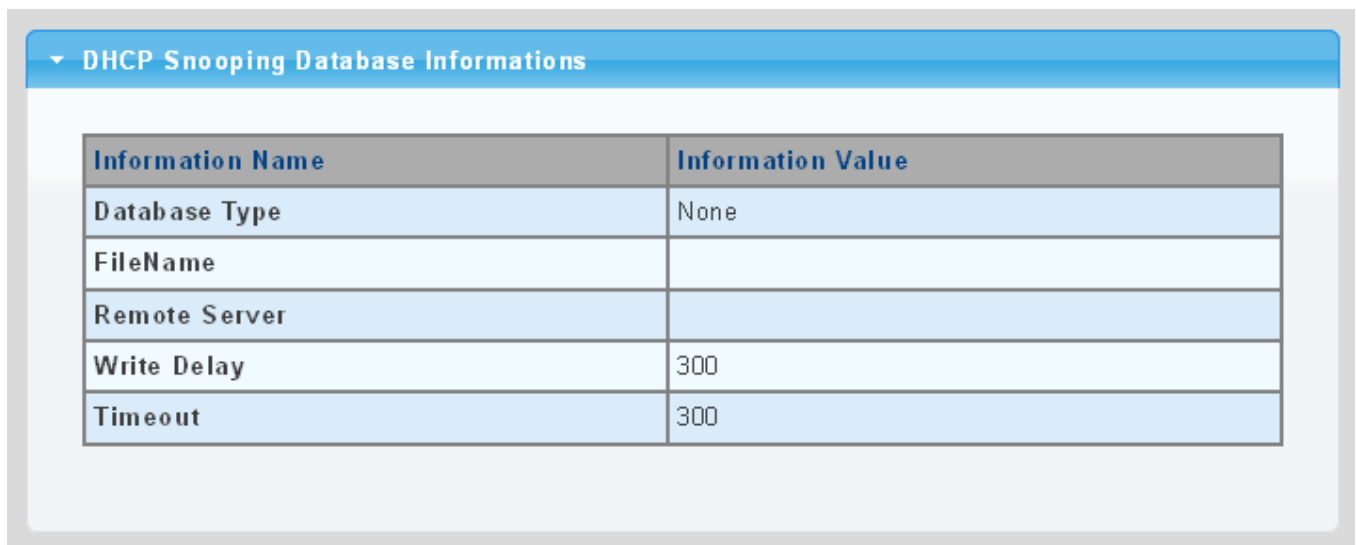 DHCP Snooping Database Informations
Information Name Information Value
Database Type None
FileName
Remote Server
Write Delay 300
Timeout 300